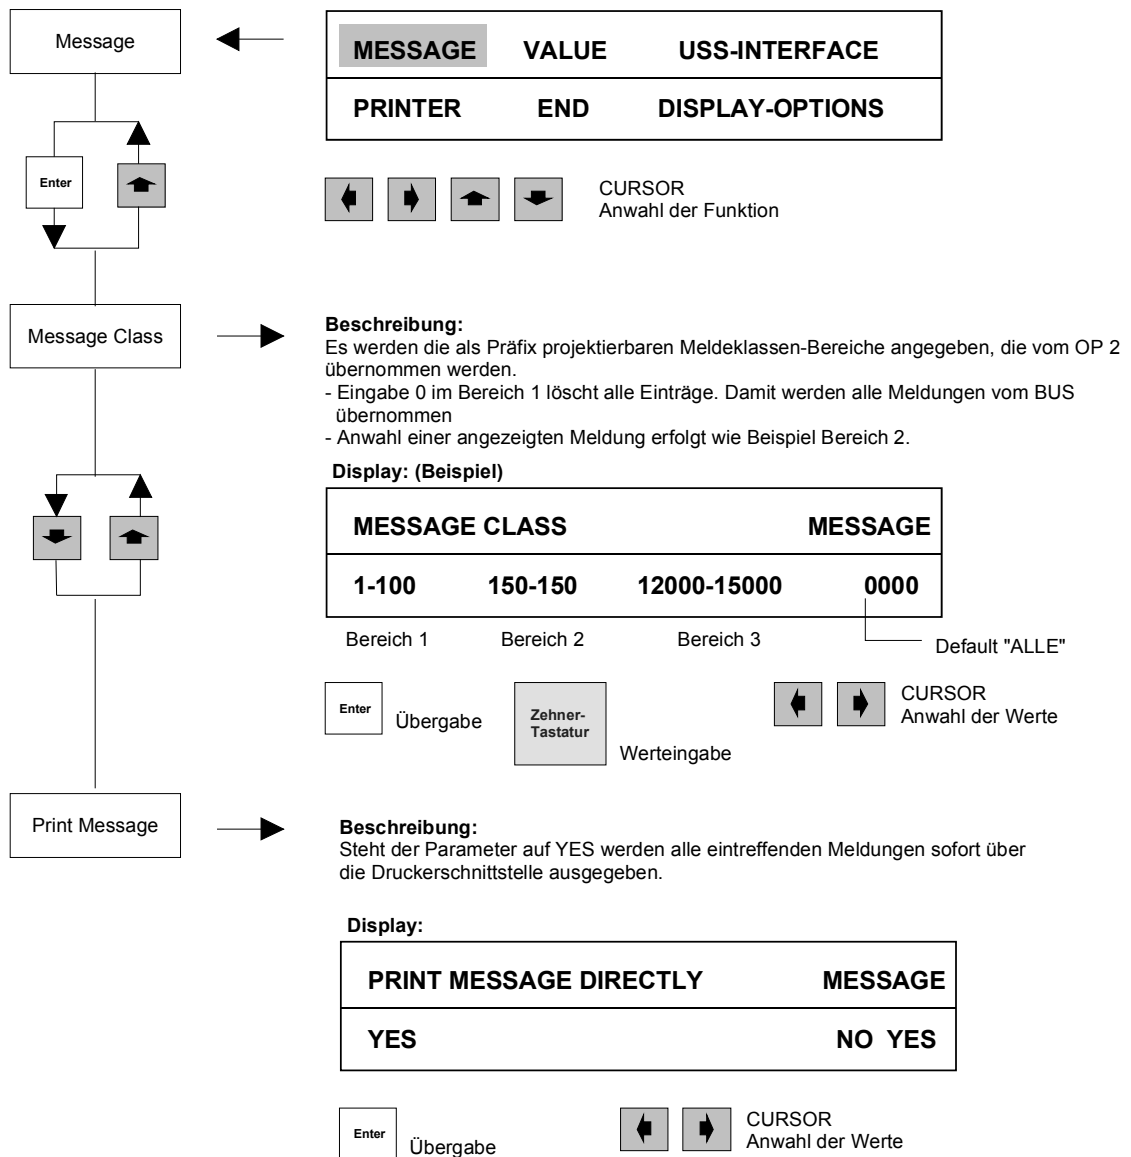 Message
MESSAGE VALUE USS-INTERFACE
PRINTER END DISPLAY-OPTIONS
Enter
CURSOR
Anwahl der Funktion
Message Class
Beschreibung:
Es werden die als Präfix projektierbaren Meldeklassen-Bereiche angegeben, die vom OP 2
übernommen werden.
- Eingabe 0 im Bereich 1 löscht alle Einträge. Damit werden alle Meldungen vom BUS
übernommen
- Anwahl einer angezeigten Meldung erfolgt wie Beispiel Bereich 2.
Display: (Beispiel)
MESSAGE CLASS MESSAGE
1-100 150-150 12000-15000 0000
Bereich 1 Bereich 2 Bereich 3 Default "ALLE"
Enter
Übergabe
Zehner-
Tastatur
Werteingabe
CURSOR
Anwahl der Werte
Print Message
Beschreibung:
Steht der Parameter auf YES werden alle eintreffenden Meldungen sofort über
die Druckerschnittstelle ausgegeben.
Display:
PRINT MESSAGE DIRECTLY MESSAGE
YES NO YES
Enter
Übergabe
CURSOR
Anwahl der Werte